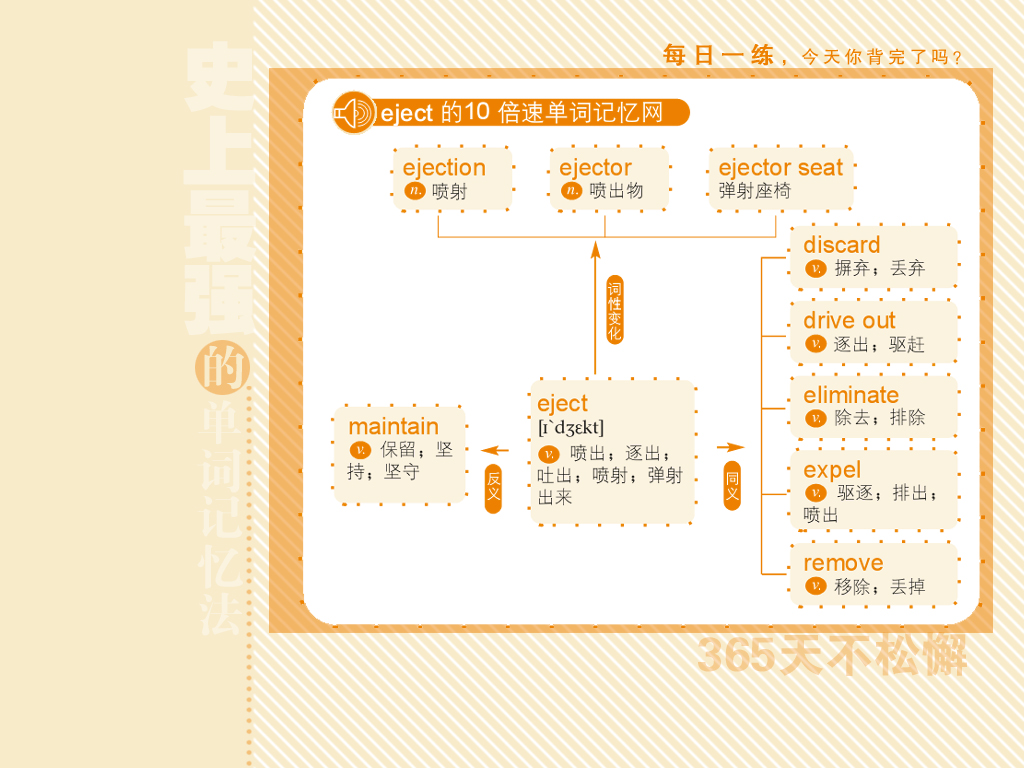 每日一练，今天你背完了吗?
史上最强的单词记忆法
eject 的10 倍速单词记忆网
ejection
n. 喷射
ejector
n. 喷出物
ejector seat
弹射座椅
词性变化
discard
v. 摒弃；丢弃
drive out
v. 逐出；驱赶
eliminate
v. 除去；排除
expel
v. 驱逐；排出；
喷出
remove
v. 移除；丢掉
eject
[ɪ`dʒɛkt]
v. 喷出；逐出；
吐出；喷射；弹射
出来
maintain
v. 保留；坚
持；坚守
反义
同义
365天不松懈